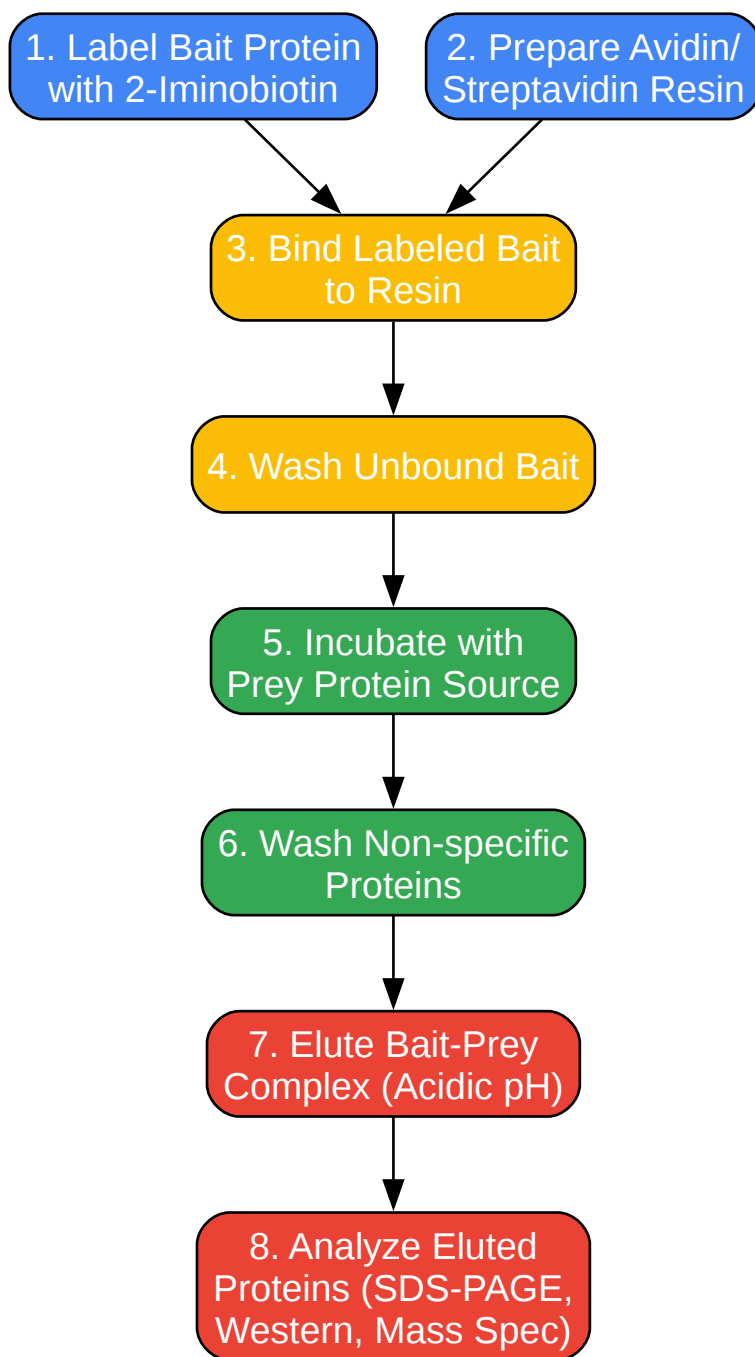 1. Label Bait Protein
with 2-Iminobiotin
2. Prepare Avidin/
Streptavidin Resin
3. Bind Labeled Bait
to Resin
4. Wash Unbound Bait
5. Incubate with
Prey Protein Source
6. Wash Non-specific
Proteins
7. Elute Bait-Prey
Complex (Acidic pH)
8. Analyze Eluted
Proteins (SDS-PAGE,
Western, Mass Spec)